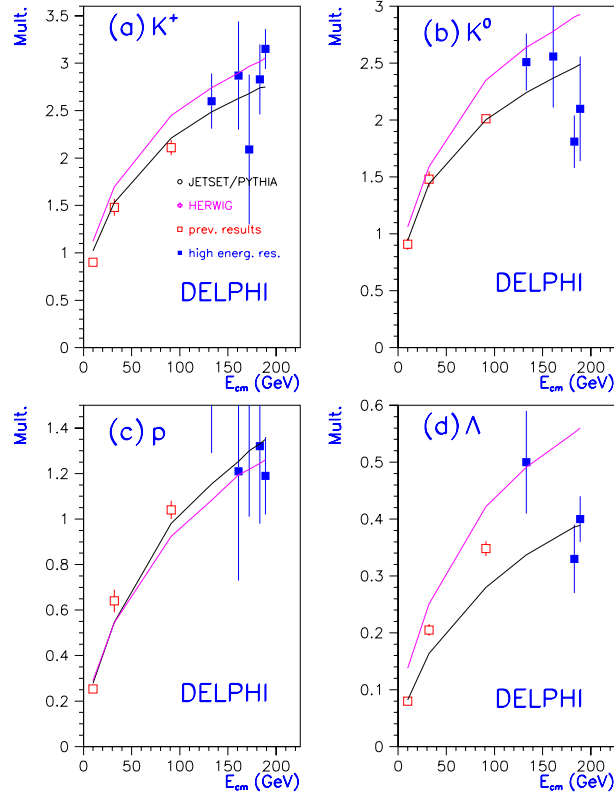 Mult.
(a) K⁺
3.5
3
2.5
2
1.5
1
0.5
0
JETSET/PYTHIA
HERWIG
prev. results
high energ. res.
DELPHI
0 50 100 150 200
E_cm (GeV)
Mult.
(b) K⁰
3
2.5
2
1.5
1
0.5
0
DELPHI
0 50 100 150 200
E_cm (GeV)
Mult.
(c) p
1.4
1.2
1
0.8
0.6
0.4
0.2
0
DELPHI
0 50 100 150 200
E_cm (GeV)
Mult.
(d) Λ
0.6
0.5
0.4
0.3
0.2
0.1
0
DELPHI
0 50 100 150 200
E_cm (GeV)